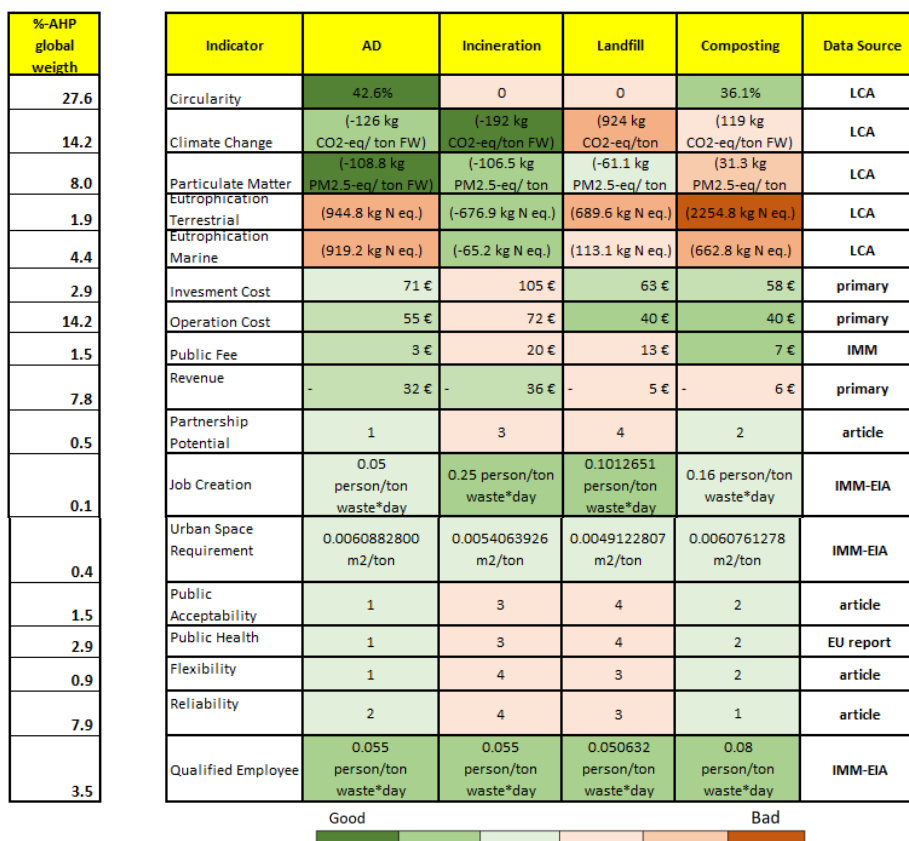 %-AHP
global
weigth
Indicator AD Incineration Landfill Composting Data Source
27.6 Circularity 42.6% 0 0 36.1% LCA
(-126 kg (-192 kg (924 kg (119 kg
14.2 Climate Change CO2-eq/ ton FW) CO2-eq/ ton FW) CO2-eq/ton CO2-eq/ton FW) LCA
(-108.8 kg (-106.5 kg (-61.1 kg (31.3 kg
8.0 Particulate Matter PM2.5-eq/ ton FW) PM2.5-eq/ ton PM2.5-eq/ ton PM2.5-eq/ ton LCA
Eutrophication
1.9 Terrestrial (944.8 kg N eq.) (-676.9 kg N eq.) (689.6 kg N eq.) (2254.8 kg N eq.) LCA
Eutrophication
4.4 Marine (919.2 kg N eq.) (-65.2 kg N eq.) (113.1 kg N eq.) (662.8 kg N eq.) LCA
2.9 Invesment Cost 71 € 105 € 63 € 58 € primary
14.2 Operation Cost 55 € 72 € 40 € 40 € primary
1.5 Public Fee 3 € 20 € 13 € 7 € IMM
7.8 Revenue - 32 € - 36 € - 5 € - 6 € primary
Partnership
0.5 Potential 1 3 4 2 article
0.05 0.1012651
Job Creation person/ton 0.25 person/ton person/ton 0.16 person/ton IMM-EIA
0.1 waste*day waste*day waste*day waste*day
Urban Space 0.0060882800 0.0054063926 0.0049122807 0.0060761278
0.4 Requirement m2/ton m2/ton m2/ton m2/ton IMM-EIA
Public
1.5 Acceptability 1 3 4 2 article
2.9 Public Health 1 3 4 2 EU report
0.9 Flexibility 1 4 3 2 article
7.9 Reliability 2 4 3 1 article
0.055 0.055 0.050632 0.08
Qualified Employee person/ton person/ton person/ton person/ton IMM-EIA
3.5 waste*day waste*day waste*day waste*day
Good Bad